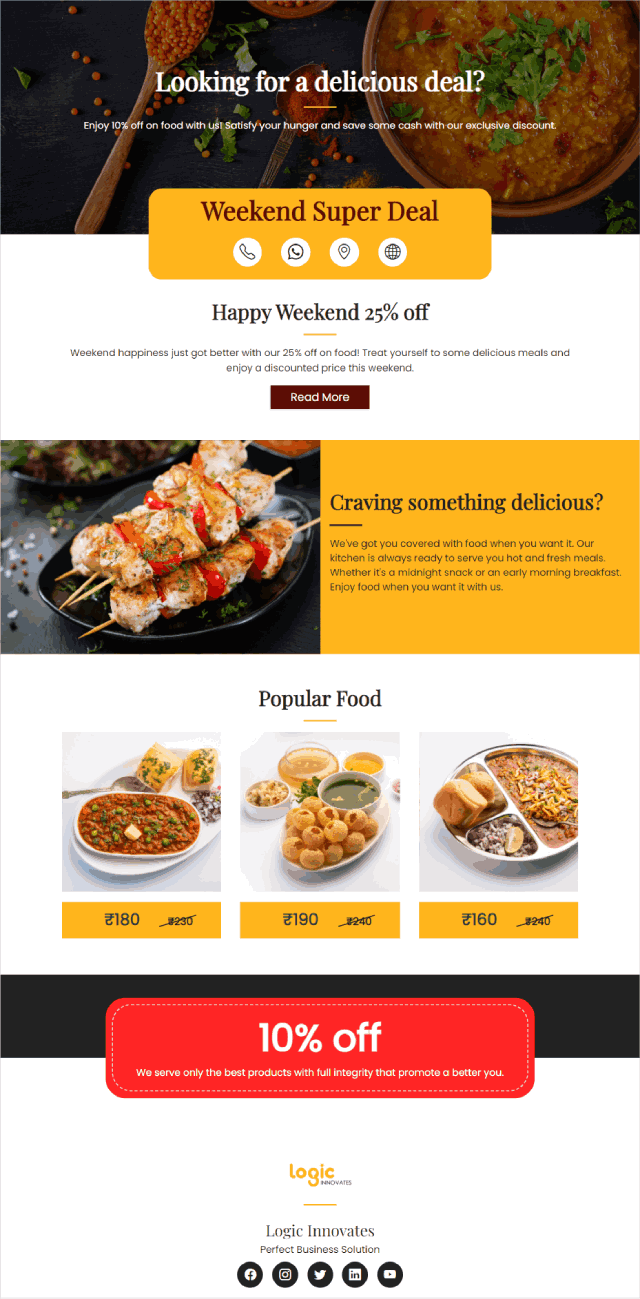 Looking for a delicious deal?
Enjoy 10% off on food with us! Satisfy your hunger and save some cash with our exclusive discount.
Weekend Super Deal
Happy Weekend 25% off
Weekend happiness just got better with our 25% off on food! Treat yourself to some delicious meals and
enjoy a discounted price this weekend.
Read More
Craving something delicious?
We've got you covered with food when you want it. Our
kitchen is always ready to serve you hot and fresh meals.
Whether it's a midnight snack or an early morning breakfast.
Enjoy food when you want it with us.
Popular Food
₹180 ₹230
₹190 ₹240
₹160 ₹240
10% off
We serve only the best products with full integrity that promote a better you.
logic
INNOVATES
Logic Innovates
Perfect Business Solution